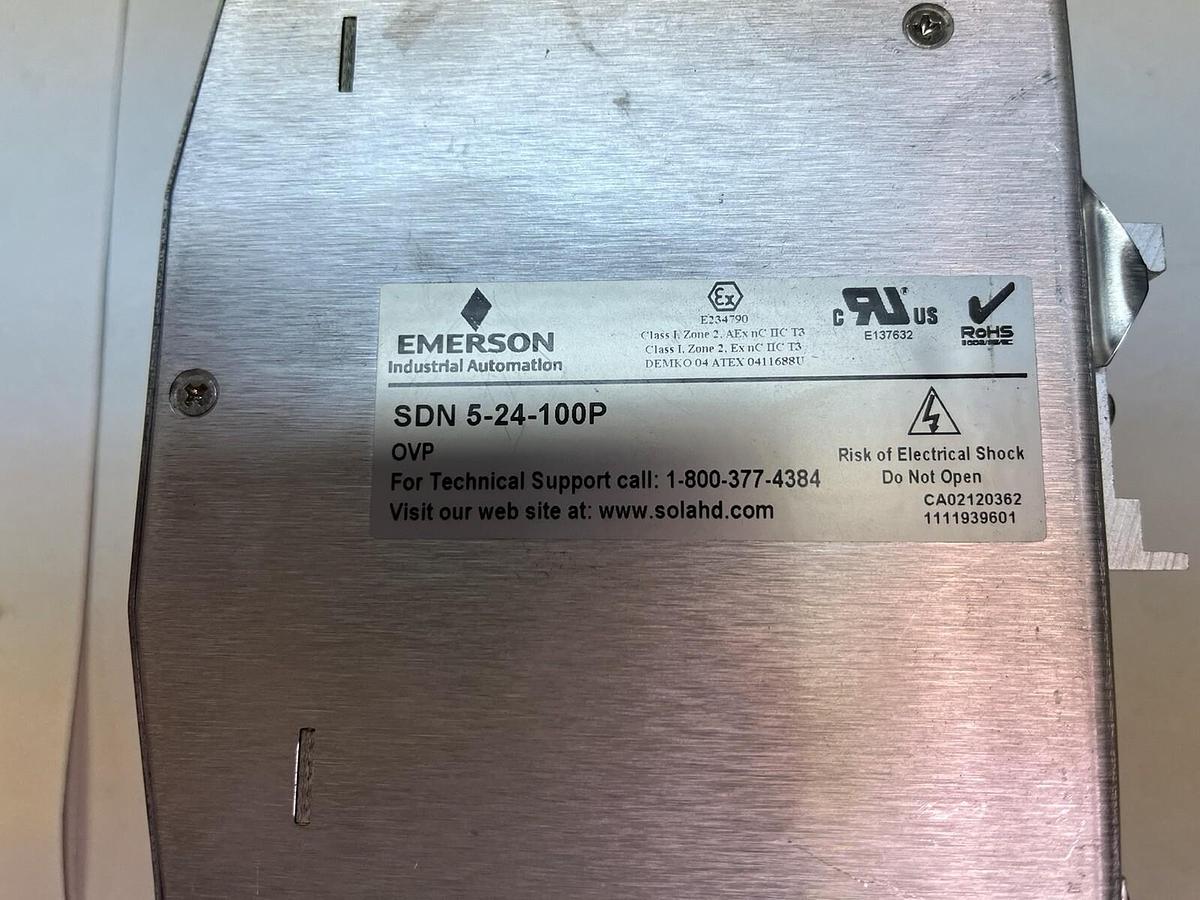 EMERSON
Industrial Automation
Ex
E234790
Class I, Zone 2, AEx nC IIC T3
Class I, Zone 2, Ex nC IIC T3
DEMKO 04 ATEX 0411688U
C RU ® US
E137632
RoHS
SDN 5-24-100P
OVP
For Technical Support call: 1-800-377-4384
Visit our web site at: www.solahd.com
Risk of Electrical Shock
Do Not Open
CA02120362
1111939601